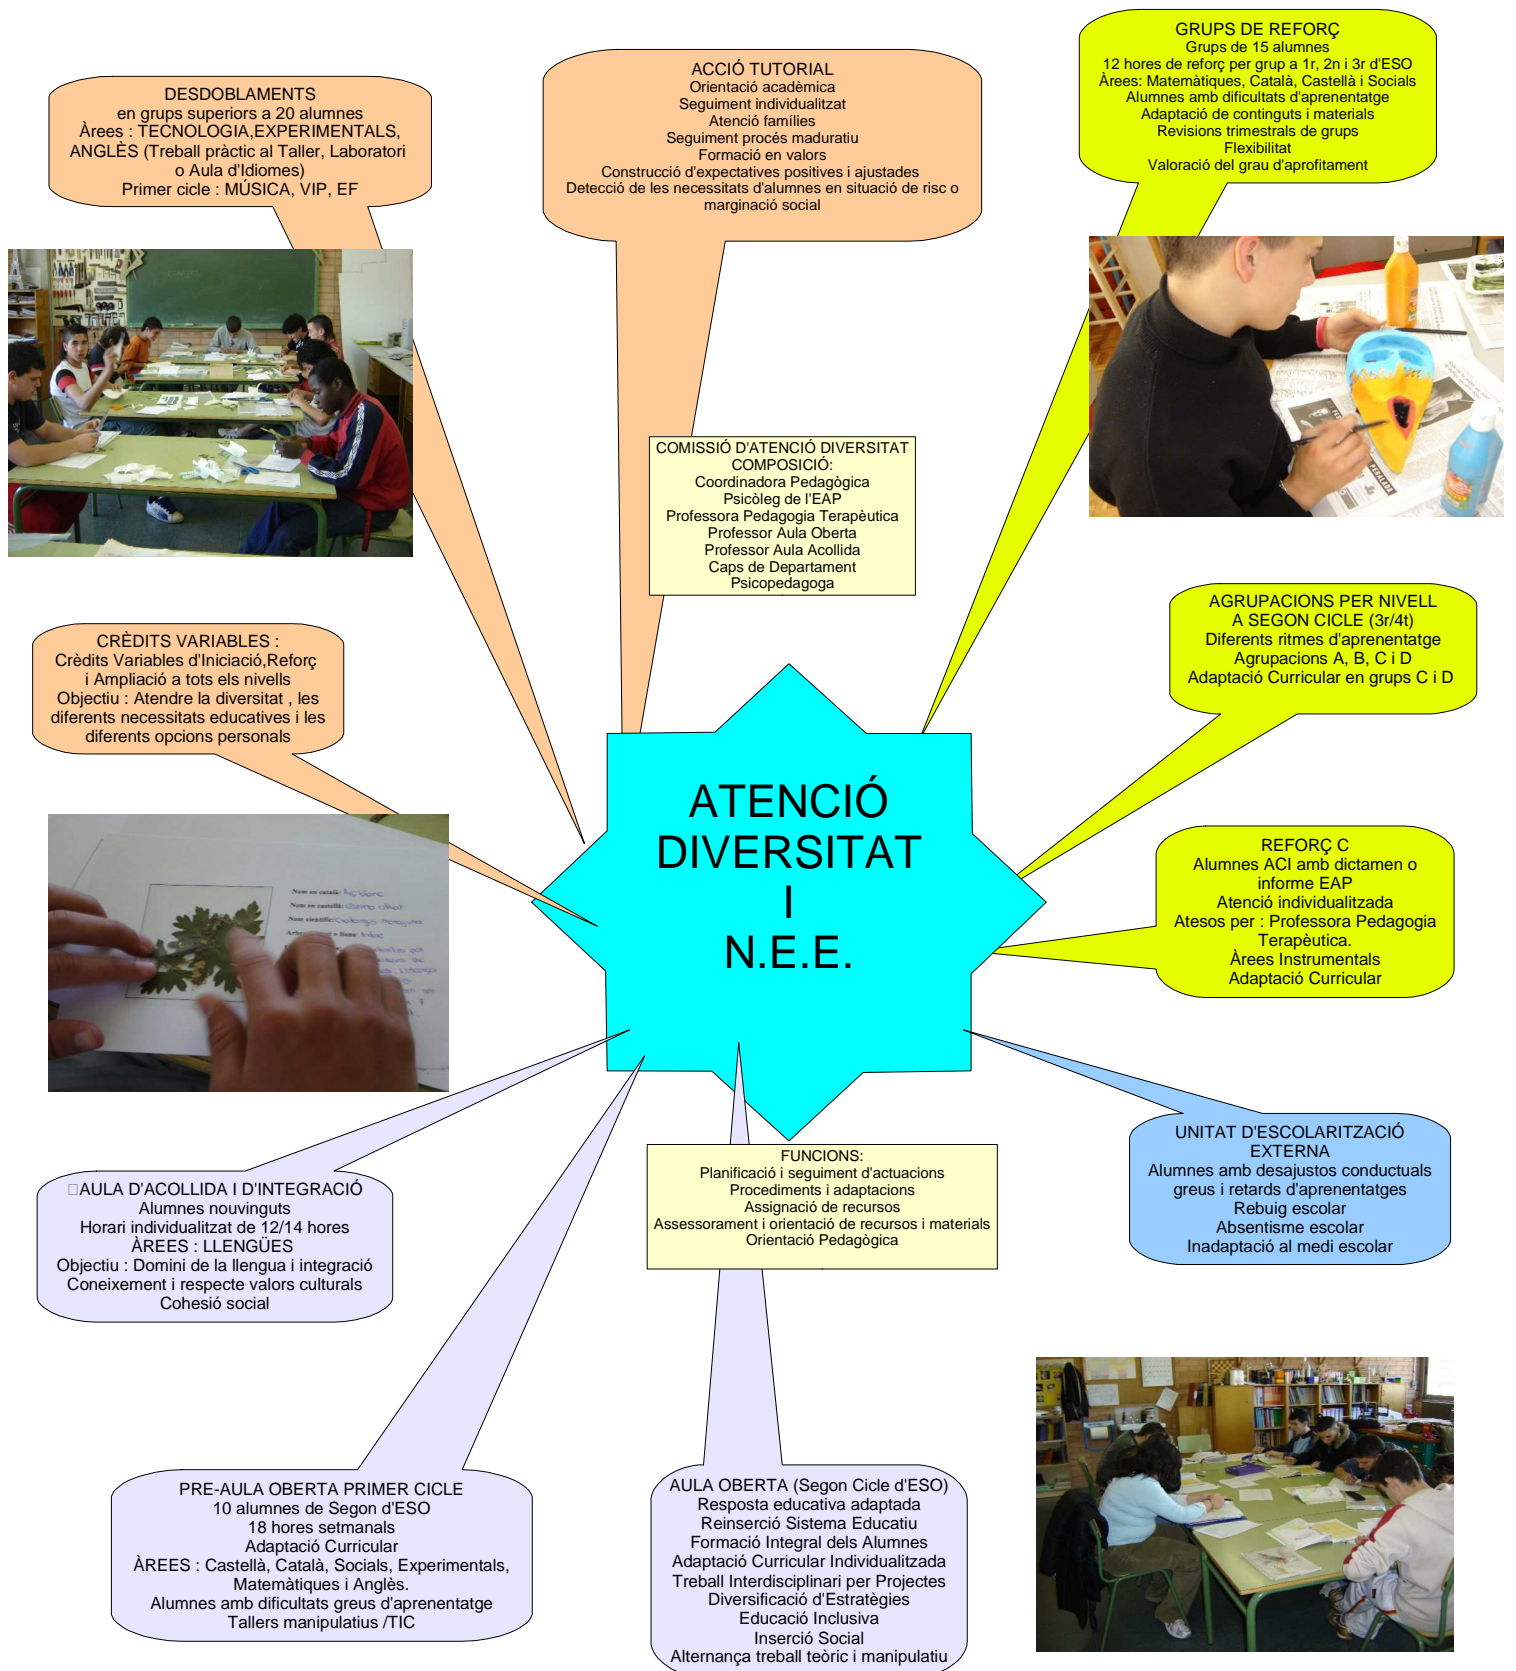 GRUPS DE REFORÇ
Grups de 15 alumnes
12 hores de reforç per grup a 1r, 2n i 3r d'ESO
Àrees: Matemàtiques, Català, Castellà i Socials
Alumnes amb dificultats d'aprenentatge
Adaptació de continguts i materials
Revisions trimestrals de grups
Flexibilitat
Valoració del grau d'aprofitament
ACCIÓ TUTORIAL
Orientació acadèmica
Seguiment individualitzat
Atenció famílies
Seguiment procés maduratiu
Formació en valors
Construcció d'expectatives positives i ajustades
Detecció de les necessitats d'alumnes en situació de risc o
marginació social
DESDOBLAMENTS
en grups superiors a 20 alumnes
Àrees : TECNOLOGIA,EXPERIMENTALS,
ANGLÈS (Treball pràctic al Taller, Laboratori
o Aula d'Idiomes)
Primer cicle : MÚSICA, VIP, EF
COMISSIÓ D'ATENCIÓ DIVERSITAT
COMPOSICIÓ:
Coordinadora Pedagògica
Psicòleg de l'EAP
Professora Pedagogia Terapèutica
Professor Aula Oberta
Professor Aula Acollida
Caps de Departament
Psicopedagoga
AGRUPACIONS PER NIVELL
A SEGON CICLE (3r/4t)
Diferents ritmes d'aprenentatge
Agrupacions A, B, C i D
Adaptació Curricular en grups C i D
CRÈDITS VARIABLES :
Crèdits Variables d'Iniciació,Reforç
i Ampliació a tots els nivells
Objectiu : Atendre la diversitat , les
diferents necessitats educatives i les
diferents opcions personals
ATENCIÓ
DIVERSITAT
I
N.E.E.
REFORÇ C
Alumnes ACI amb dictamen o
informe EAP
Atenció individualitzada
Atesos per : Professora Pedagogia
Terapèutica.
Àrees Instrumentals
Adaptació Curricular
Nom en català:
Nom en castellà:
Nom científic:
UNITAT D'ESCOLARITZACIÓ
EXTERNA
Alumnes amb desajustos conductuals
greus i retards d'aprenentatges
Rebuig escolar
Absentisme escolar
Inadaptació al medi escolar
FUNCIONS:
Planificació i seguiment d'actuacions
Procediments i adaptacions
Assignació de recursos
Assessorament i orientació de recursos i materials
Orientació Pedagògica
AULA D'ACOLLIDA I D'INTEGRACIÓ
Alumnes nouvinguts
Horari individualitzat de 12/14 hores
ÀREES : LLENGÜES
Objectiu : Domini de la llengua i integració
Coneixement i respecte valors culturals
Cohesió social
PRE-AULA OBERTA PRIMER CICLE
10 alumnes de Segon d'ESO
18 hores setmanals
Adaptació Curricular
ÀREES : Castellà, Català, Socials, Experimentals,
Matemàtiques i Anglès.
Alumnes amb dificultats greus d'aprenentatge
Tallers manipulatius /TIC
AULA OBERTA (Segon Cicle d'ESO)
Resposta educativa adaptada
Reinserció Sistema Educatiu
Formació Integral dels Alumnes
Adaptació Curricular Individualitzada
Treball Interdisciplinari per Projectes
Diversificació d'Estratègies
Educació Inclusiva
Inserció Social
Alternança treball teòric i manipulatiu